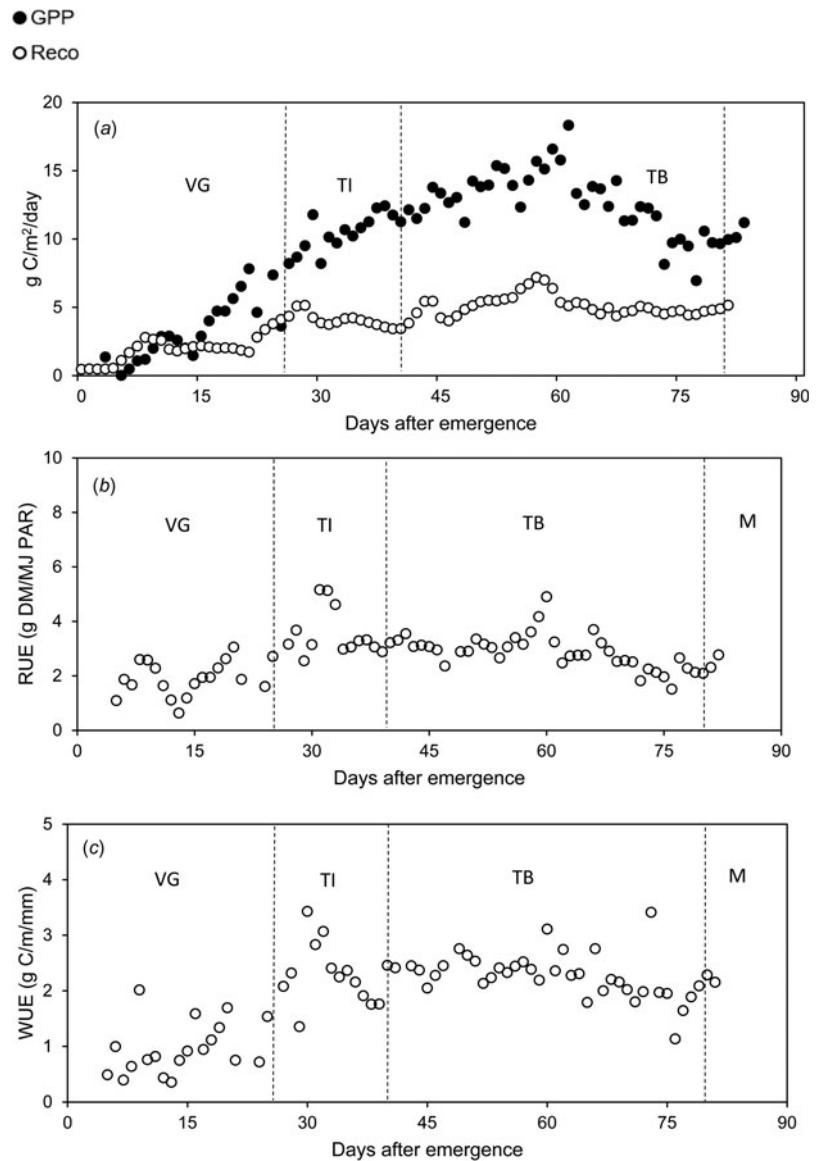 GPP
Reco
(a)
VG
TI
TB
20
15
10
5
0
g C/m²/day
0 15 30 45 60 75 90
Days after emergence
(b)
VG
TI
TB
M
10
8
6
4
2
0
RUE (g DM/MJ PAR)
0 15 30 45 60 75 90
Days after emergence
(c)
VG
TI
TB
M
5
4
3
2
1
0
WUE (g C/m/mm)
0 15 30 45 60 75 90
Days after emergence